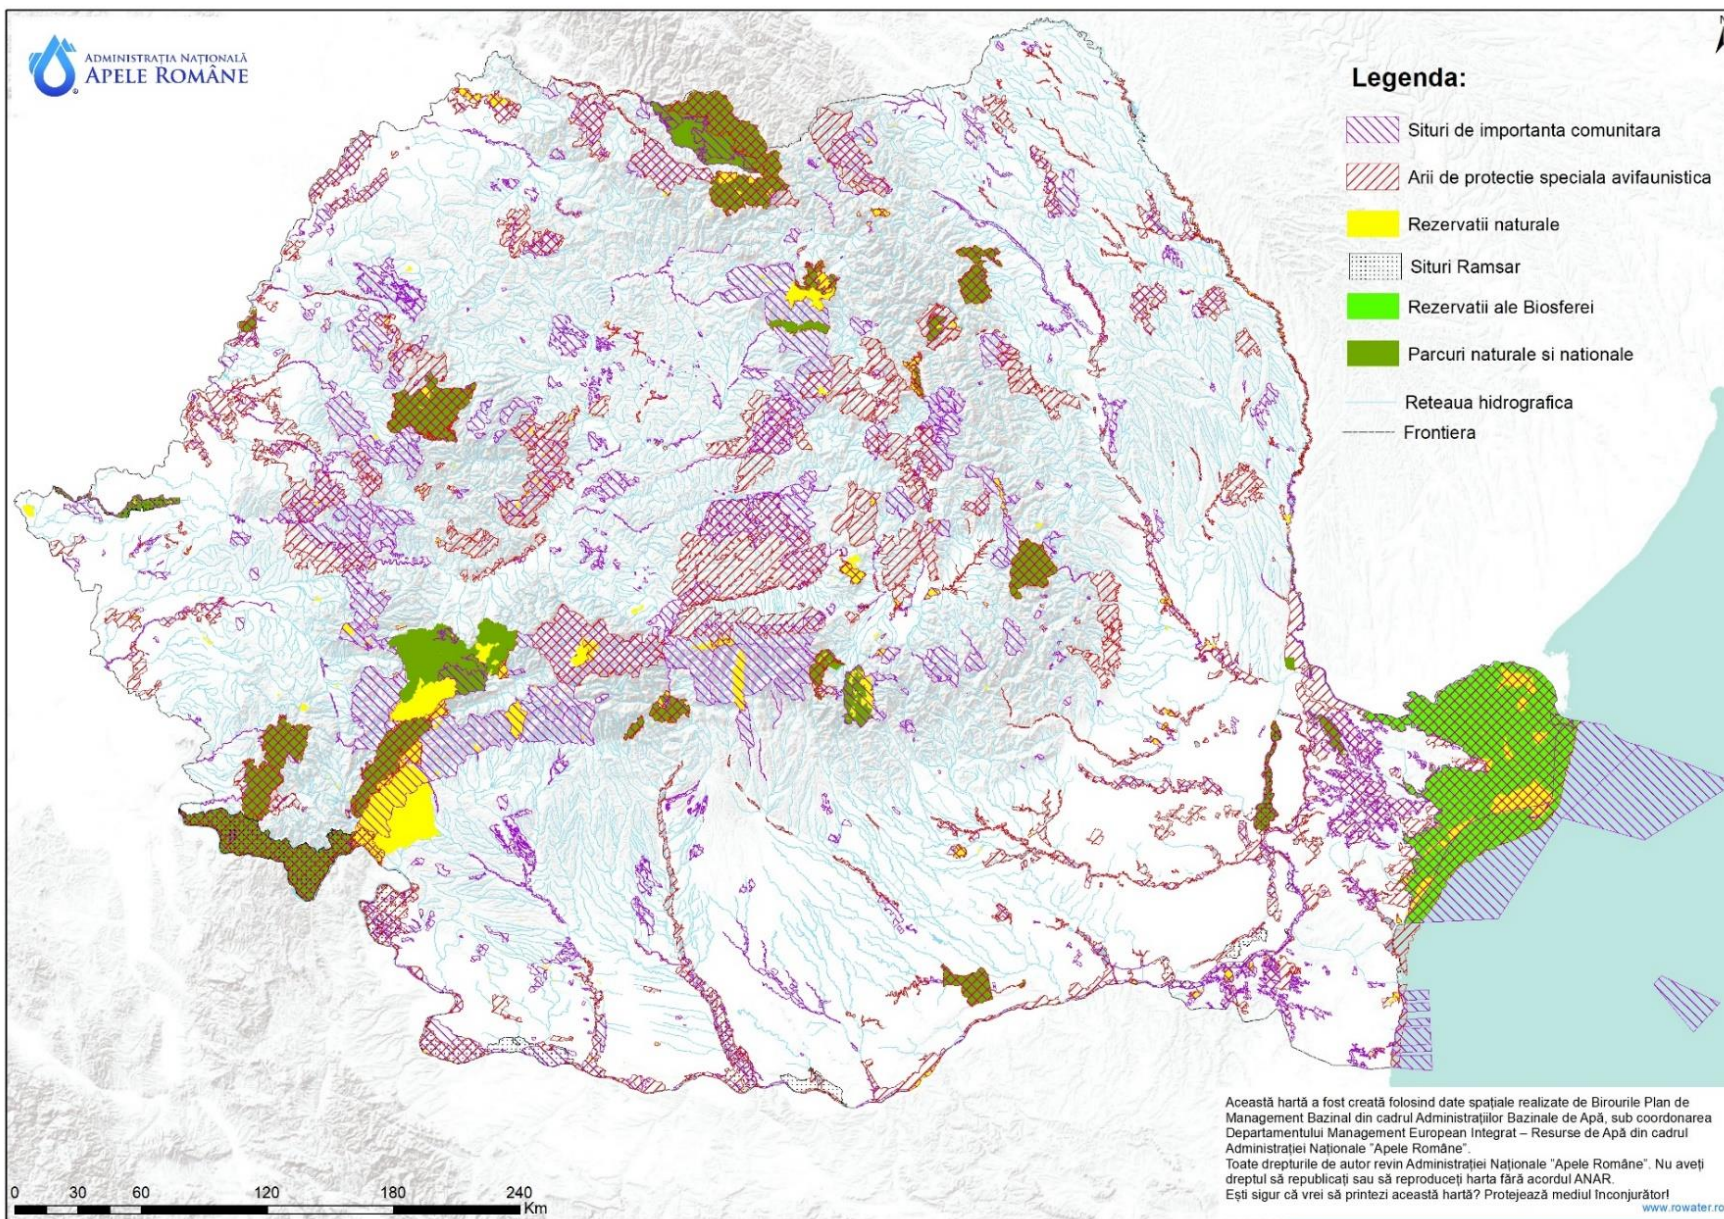 ADMINISTRAȚIA NAȚIONALĂ
APELE ROMÂNE
N
Legenda:
Situri de importanta comunitara
Arii de protectie speciala avifaunistica
Rezervatii naturale
Situri Ramsar
Rezervatii ale Biosferei
Parcuri naturale si nationale
Reteaua hidrografica
Frontiera
Această hartă a fost creată folosind date spațiale realizate de Birourile Plan de
Management Bazinal din cadrul Administrațiilor Bazinale de Apă, sub coordonarea
Departamentului Management European Integrat – Resurse de Apă din cadrul
Administrației Naționale "Apele Române".
Toate drepturile de autor revin Administrației Naționale "Apele Române". Nu aveți
dreptul să republicați sau să reproduceți harta fără acordul ANAR.
Ești sigur că vrei să printezi această hartă? Protejează mediul înconjurător!
www.rowater.ro
0 30 60 120 180 240
Km